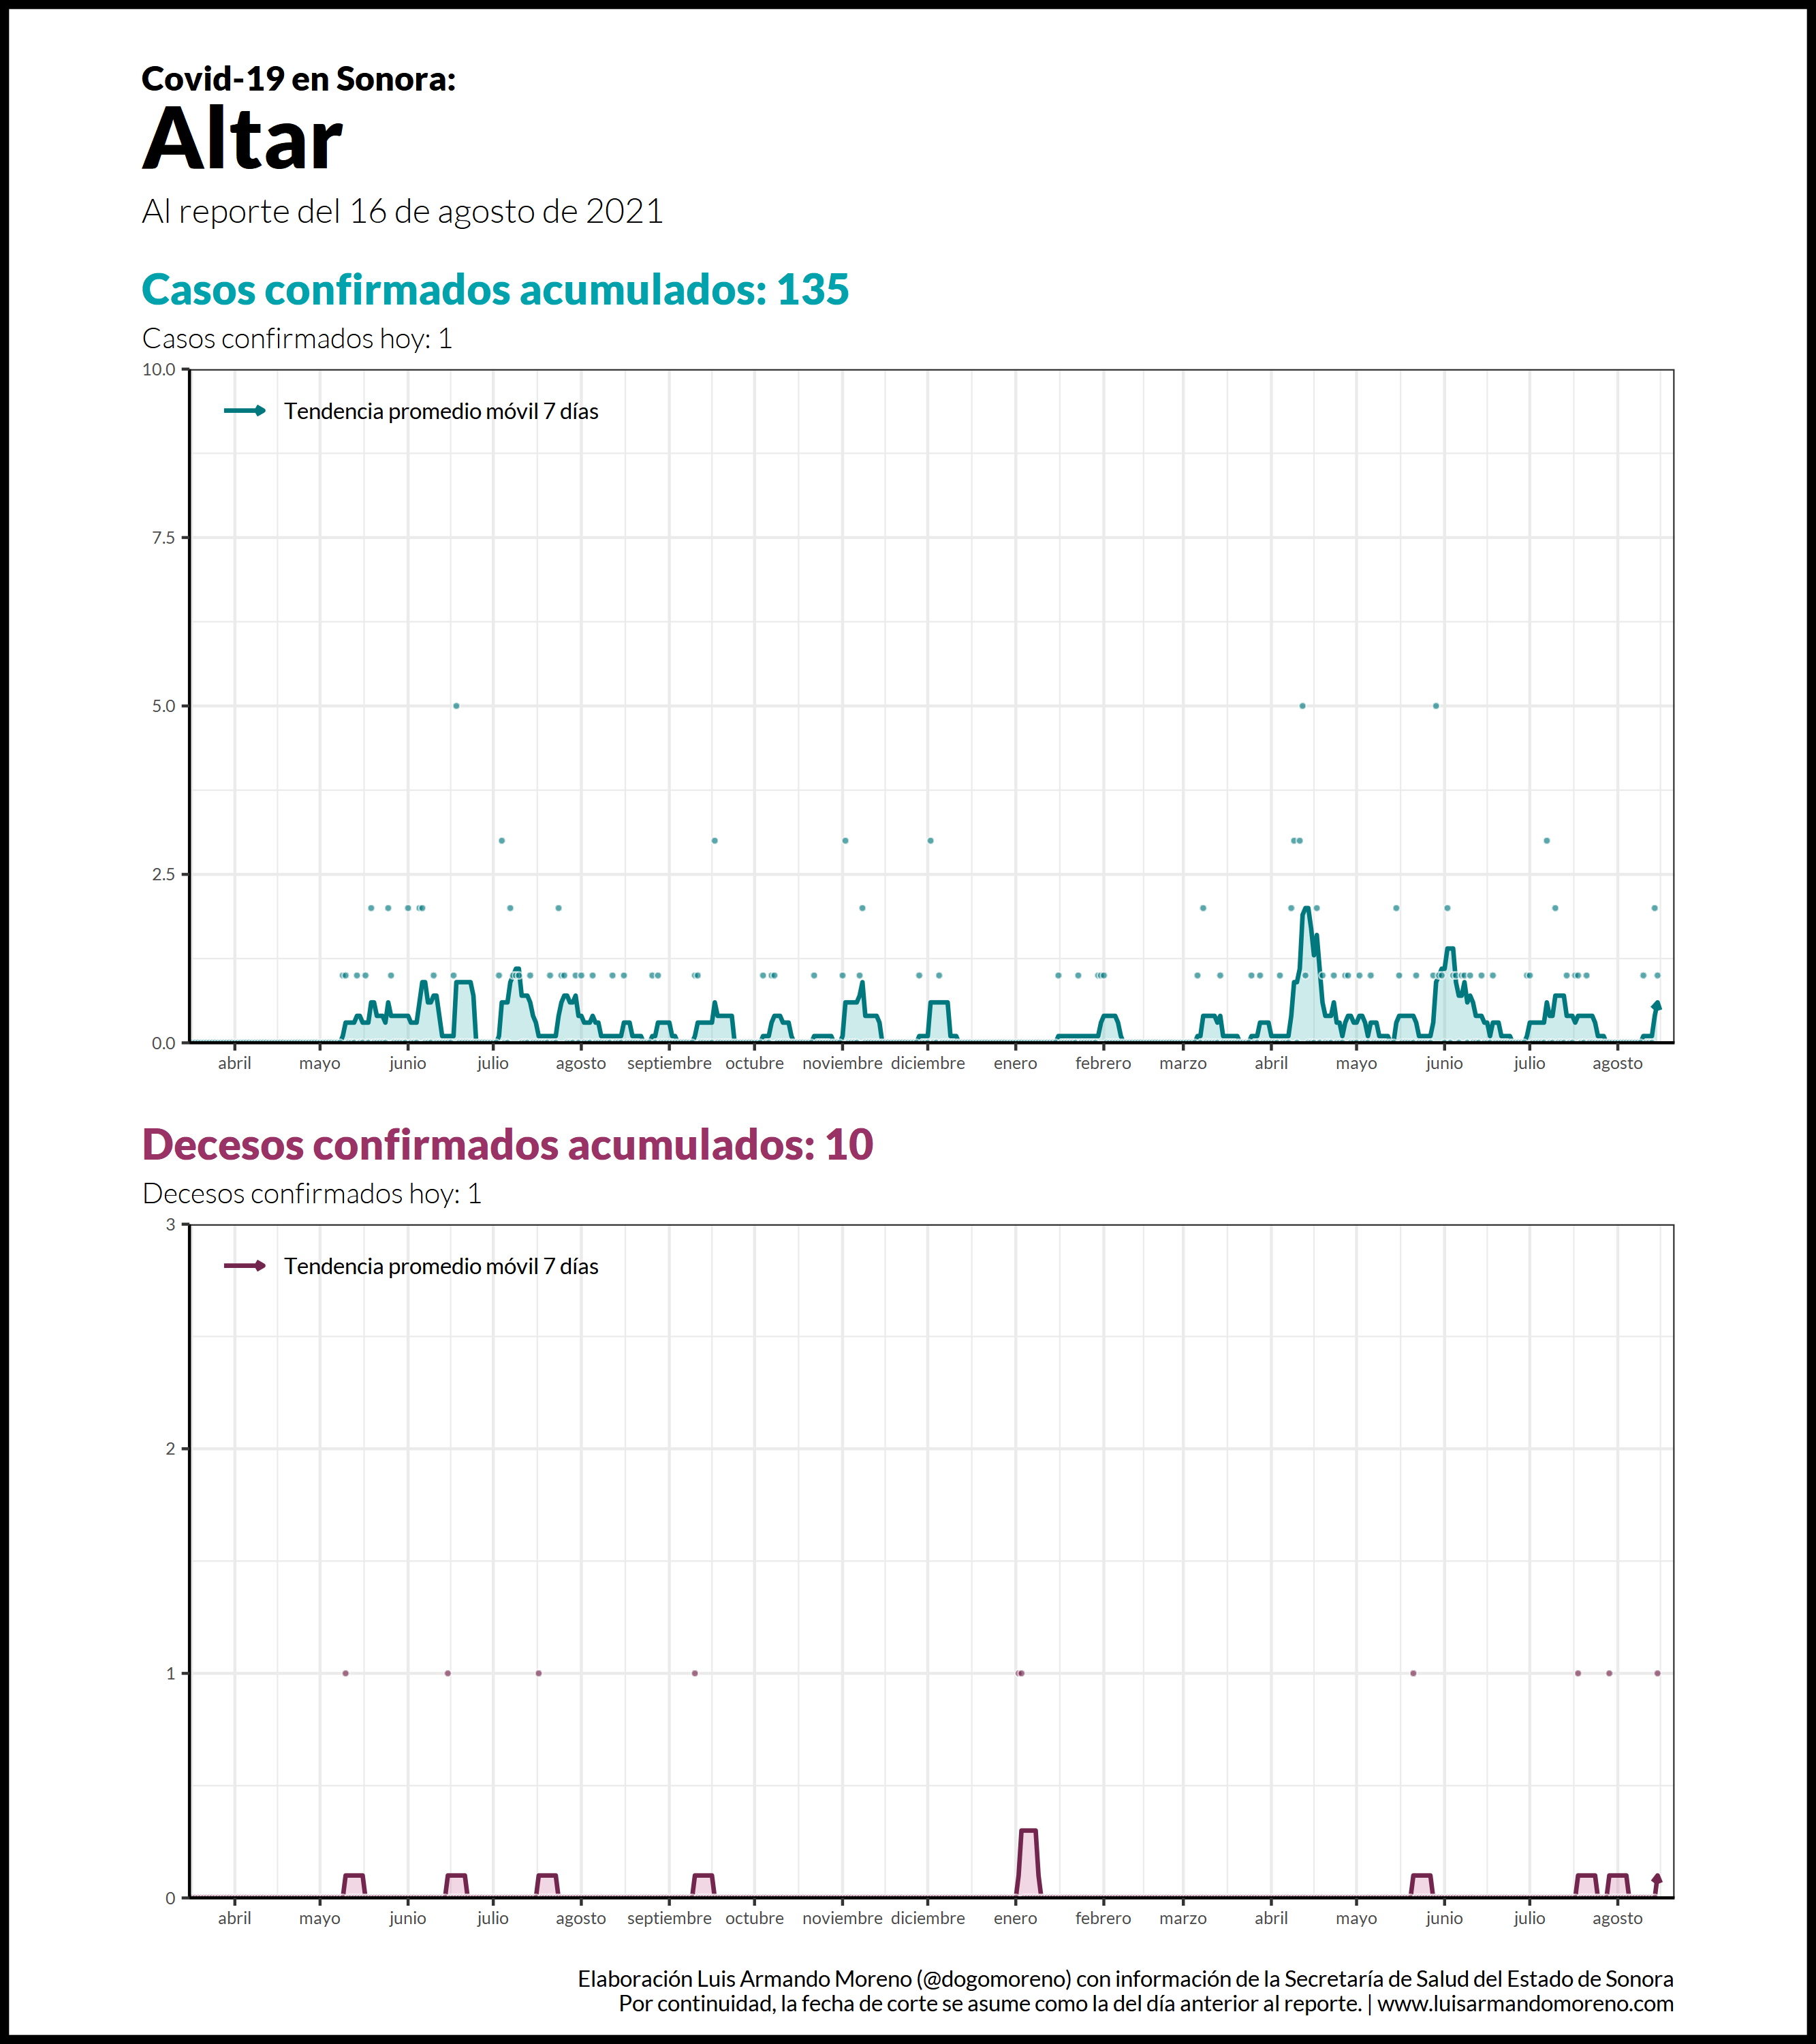 Covid-19 en Sonora:
Altar
Al reporte del 16 de agosto de 2021
Casos confirmados acumulados: 135
Casos confirmados hoy: 1
10.0
Tendencia promedio móvil 7 días
7.5
5.0
2.5
0.0
abril mayo junio julio agosto septiembre octubre noviembre diciembre enero febrero marzo abril mayo junio julio agosto
Decesos confirmados acumulados: 10
Decesos confirmados hoy: 1
3
Tendencia promedio móvil 7 días
2
1
0
abril mayo junio julio agosto septiembre octubre noviembre diciembre enero febrero marzo abril mayo junio julio agosto
Elaboración Luis Armando Moreno (@dogomoreno) con información de la Secretaría de Salud del Estado de Sonora
Por continuidad, la fecha de corte se asume como la del día anterior al reporte. | www.luisarmandomoreno.com